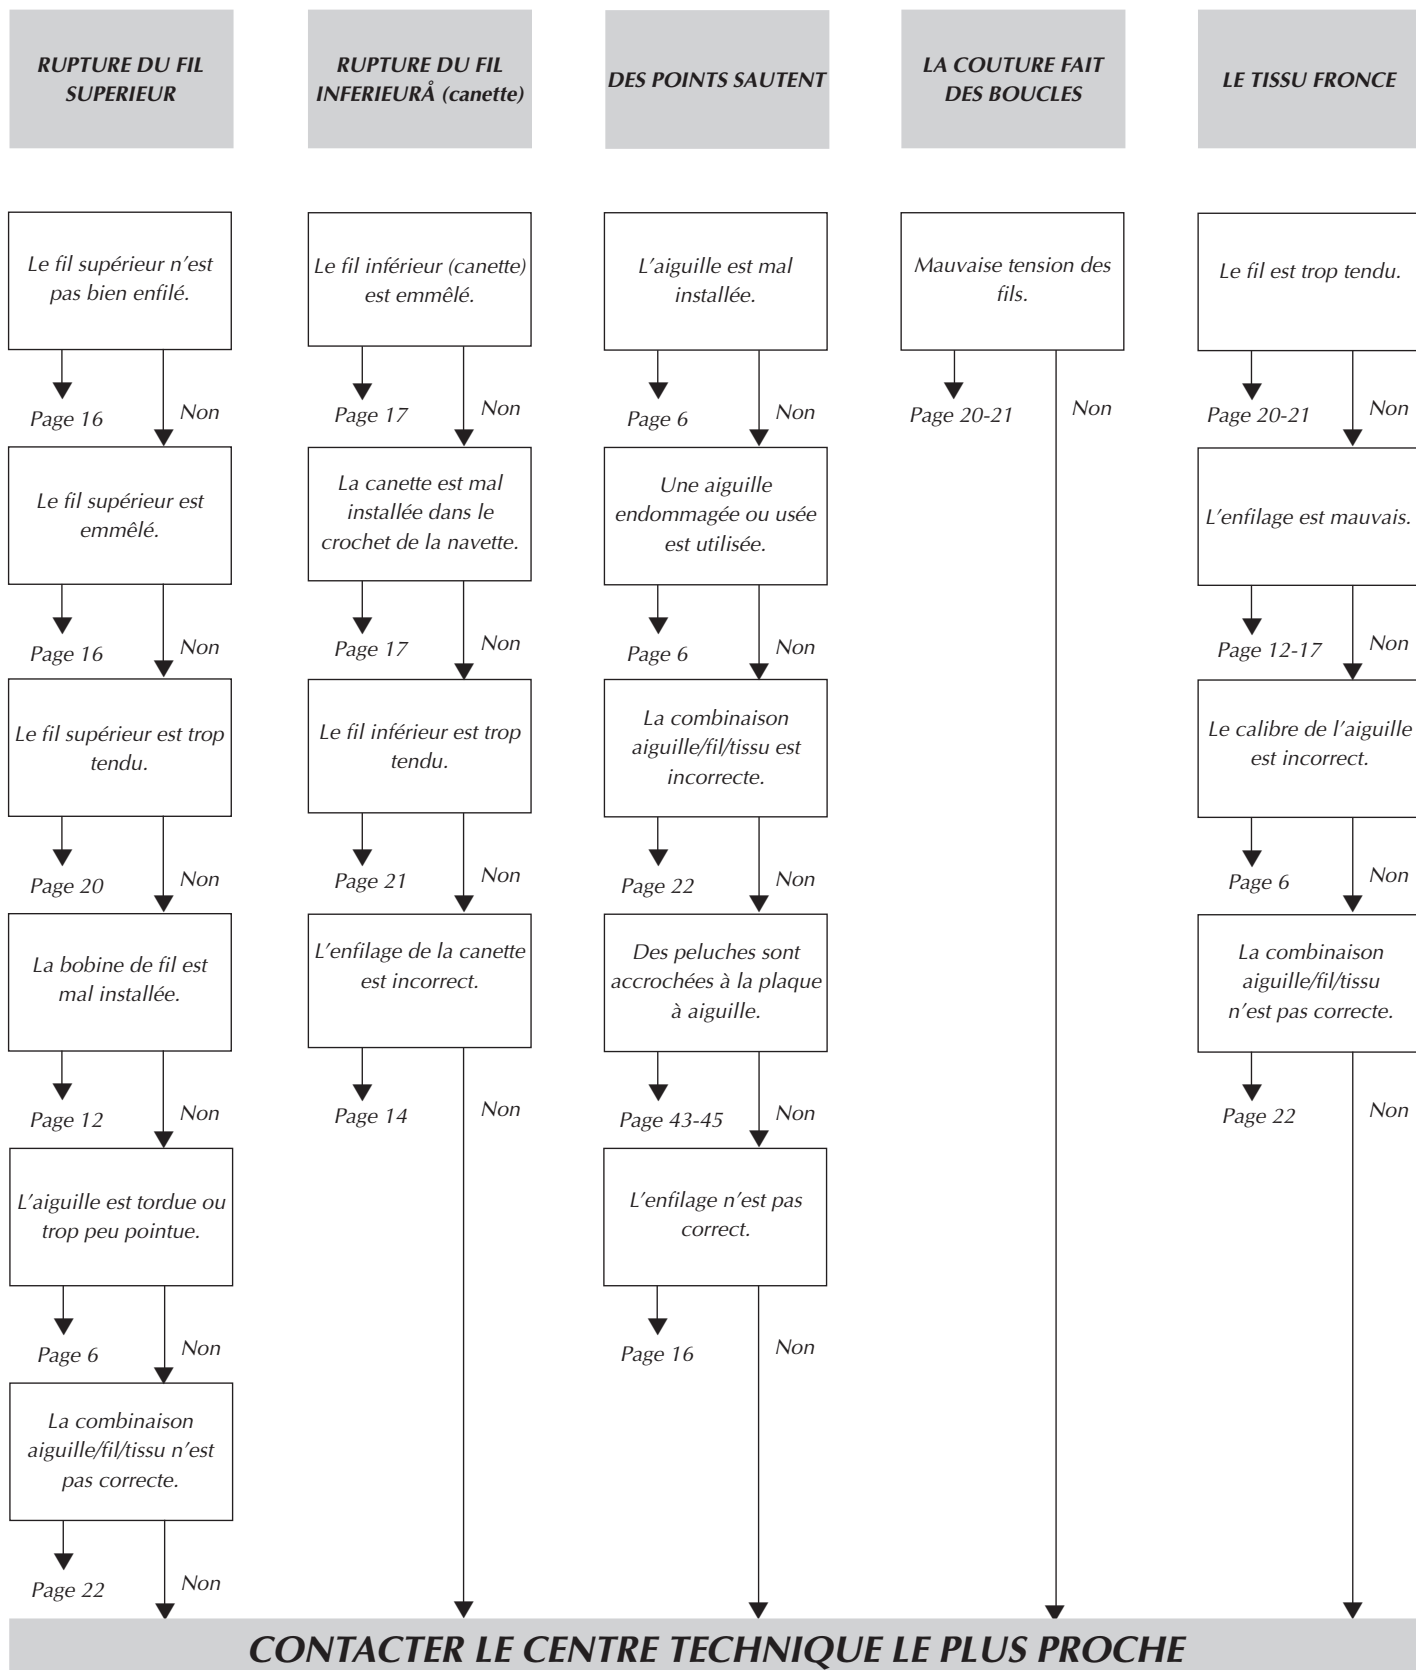 RUPTURE DU FIL
SUPERIEUR
Le fil supérieur n'est
pas bien enfilé.
Page 16
Non
Le fil supérieur est
emmêlé.
Page 16
Non
Le fil supérieur est trop
tendu.
Page 20
Non
La bobine de fil est
mal installée.
Page 12
Non
L'aiguille est tordue ou
trop peu pointue.
Page 6
Non
La combinaison
aiguille/fil/tissu n'est
pas correcte.
Page 22
Non
RUPTURE DU FIL
INFERIEURÅ (canette)
Le fil inférieur (canette)
est emmêlé.
Page 17
Non
La canette est mal
installée dans le
crochet de la navette.
Page 17
Non
Le fil inférieur est trop
tendu.
Page 21
Non
L'enfilage de la canette
est incorrect.
Page 14
Non
DES POINTS SAUTENT
L'aiguille est mal
installée.
Page 6
Non
Une aiguille
endommagée ou usée
est utilisée.
Page 6
Non
La combinaison
aiguille/fil/tissu est
incorrecte.
Page 22
Non
Des peluches sont
accrochées à la plaque
à aiguille.
Page 43-45
Non
L'enfilage n'est pas
correct.
Page 16
Non
LA COUTURE FAIT
DES BOUCLES
Mauvaise tension des
fils.
Page 20-21
Non
LE TISSU FRONCE
Le fil est trop tendu.
Page 20-21
Non
L'enfilage est mauvais.
Page 12-17
Non
Le calibre de l'aiguille
est incorrect.
Page 6
Non
La combinaison
aiguille/fil/tissu
n'est pas correcte.
Page 22
Non
CONTACTER LE CENTRE TECHNIQUE LE PLUS PROCHE